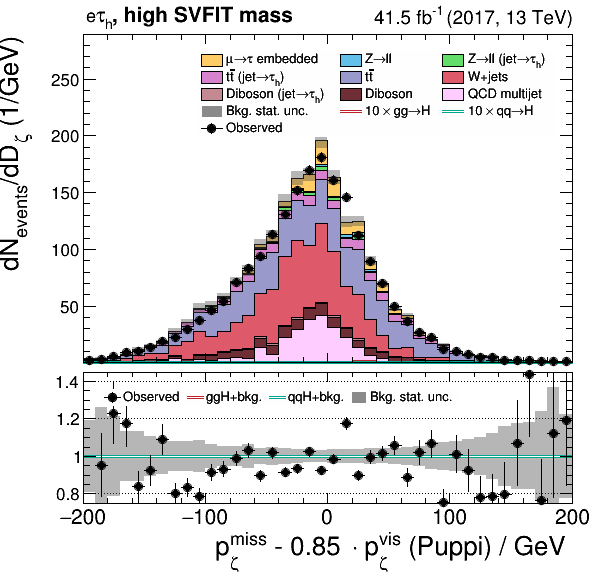 eτh, high SVFIT mass
41.5 fb⁻¹ (2017, 13 TeV)
dNevents/dDζ (1/GeV)
250
200
150
100
50
μ→τ embedded
Z→ll
Z→ll (jet→τh)
tt̄ (jet→τh)
tt̄
W+jets
Diboson (jet→τh)
Diboson
QCD multijet
Bkg. stat. unc.
10 × gg→H
10 × qq→H
Observed
1.4
1.2
1
0.8
Observed
ggH+bkg.
qqH+bkg.
Bkg. stat. unc.
−200
−100
0
100
200
pζmiss - 0.85 · pζvis (Puppi) / GeV